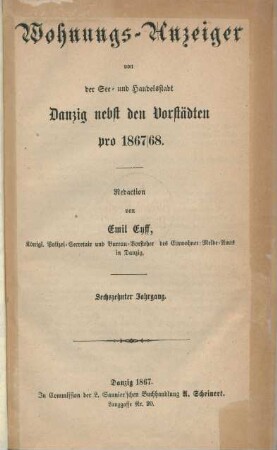 Wohnungs-Anzeiger
von
der See- und Handelsstadt
Danzig nebst den Vorstädten
pro 1867/68.
Redaction
von
Emil Eyff,
Königl. Polizei-Secretair und Bureau-Vorsteher des Einwohner-Melde-Amts
in Danzig.
Sechszehnter Jahrgang.
Danzig 1867.
In Commission der L. Saunier'schen Buchhandlung A. Scheinert.
Langgasse Nr. 20.